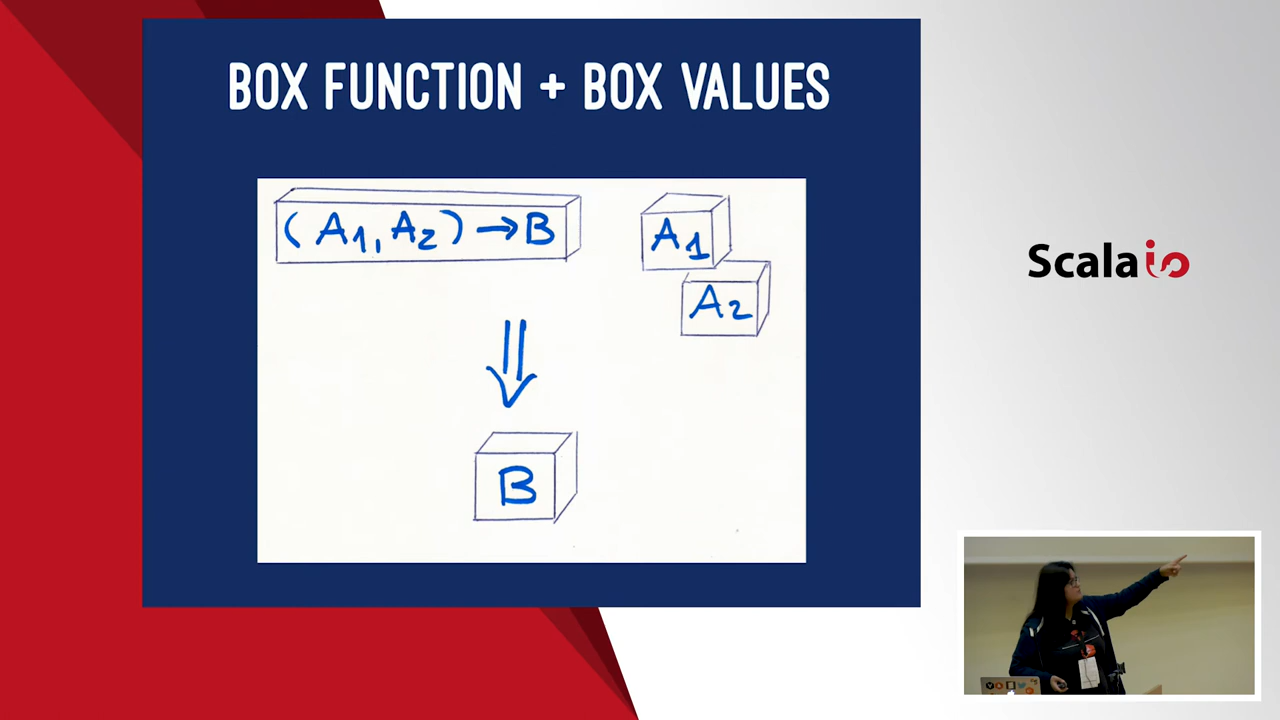 BOX FUNCTION + BOX VALUES
(A1, A2) → B
A1
A2
B
Scala io